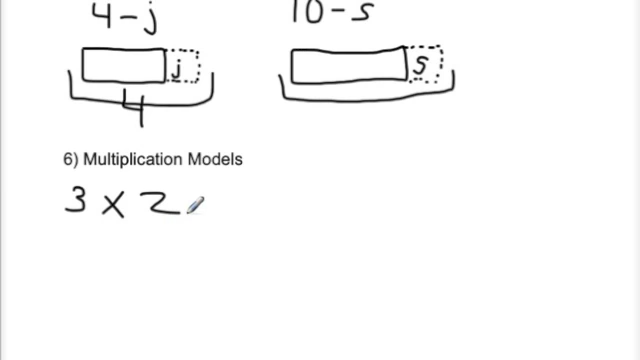 4 - j
10 - s
j
s
4
6) Multiplication Models
3 x 2